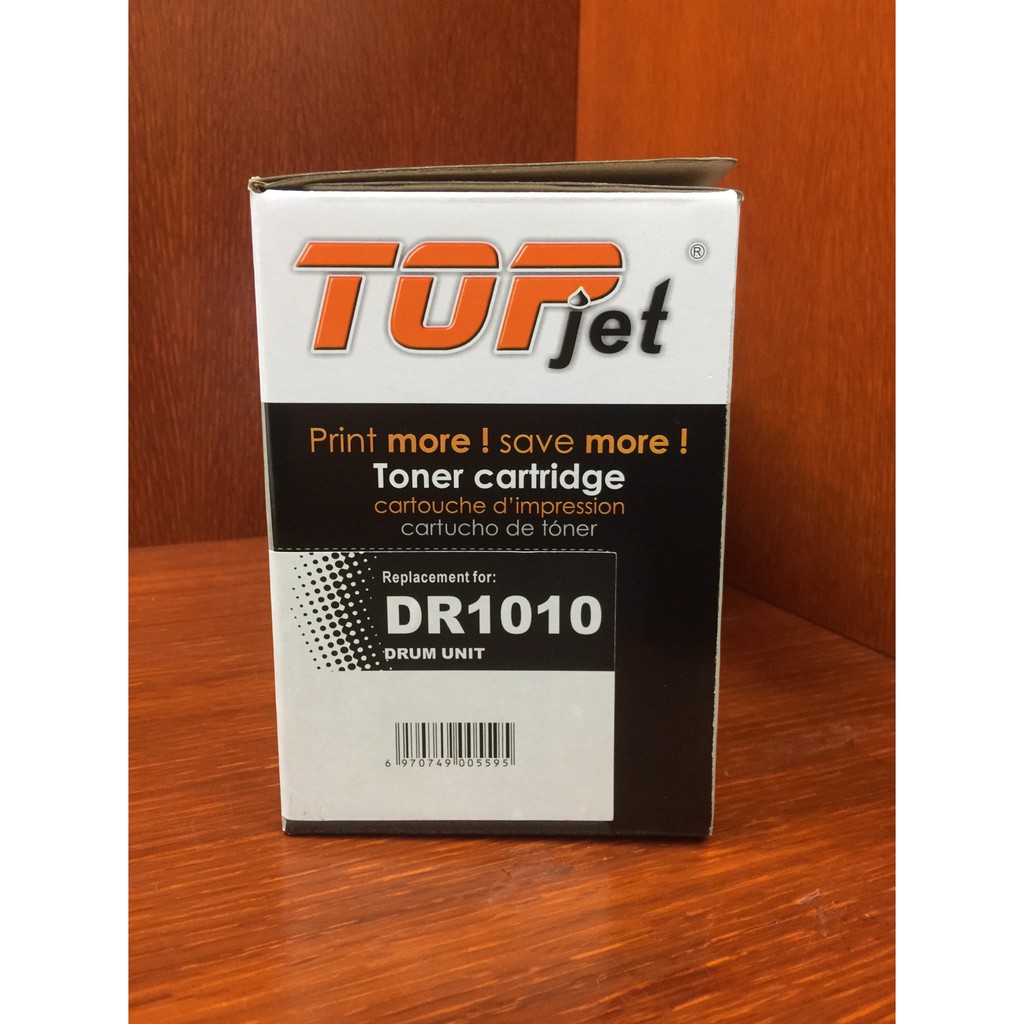 TOPjet ®
Print more ! save more !
Toner cartridge
cartouche d'impression
cartucho de tóner
Replacement for:
DR1010
DRUM UNIT
6 970749 005595